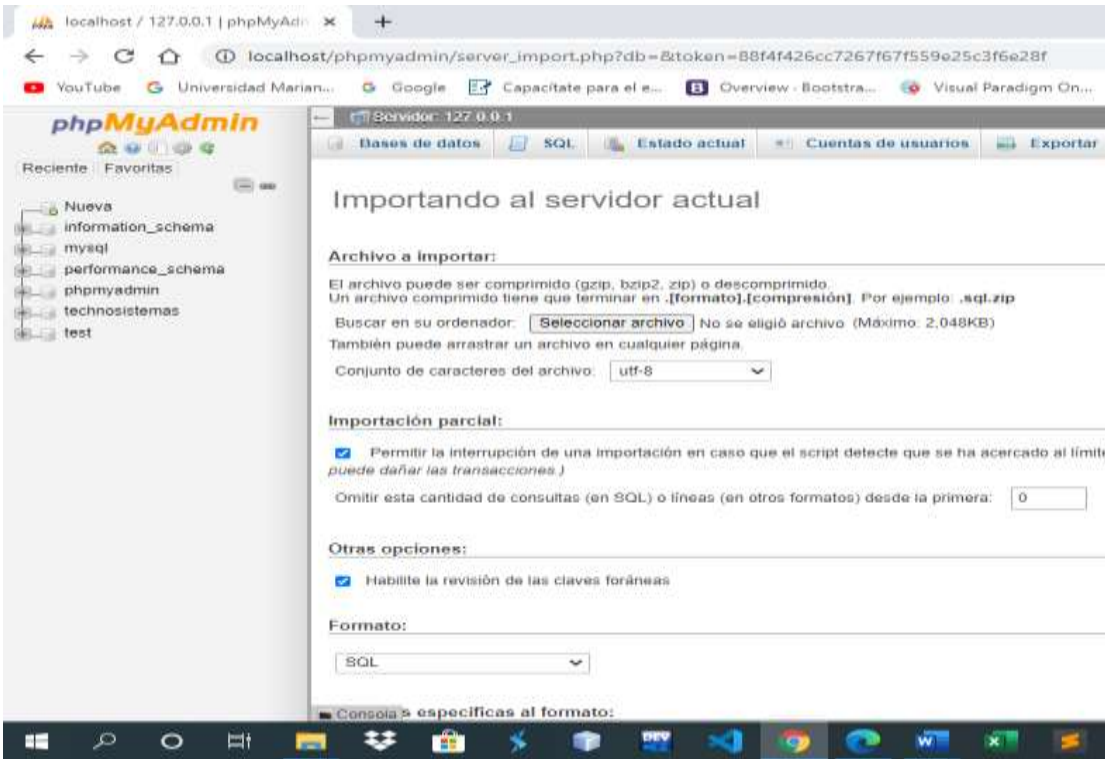 localhost / 127.0.0.1 | phpMyAdn
localhost/phpmyadmin/server_import.php?db=&token=88f4f426cc7267f67f559e25c3f6e28f
YouTube Universidad Marian... Google Capacítate para el e... Overview - Bootstra... Visual Paradigm On...
phpMyAdmin
Reciente Favoritas
Nueva
information_schema
mysql
performance_schema
phpmyadmin
technosistemas
test
Servidor: 127.0.0.1
Bases de datos SQL Estado actual Cuentas de usuarios Exportar
Importando al servidor actual
Archivo a importar:
El archivo puede ser comprimido (gzip, bzip2, zip) o descomprimido.
Un archivo comprimido tiene que terminar en .[formato].[compresión]. Por ejemplo: .sql.zip
Buscar en su ordenador: Seleccionar archivo No se eligió archivo (Máximo: 2,048KB)
También puede arrastrar un archivo en cualquier página.
Conjunto de caracteres del archivo: utf-8
Importación parcial:
Permitir la interrupción de una importación en caso que el script detecte que se ha acercado al límite
puede dañar las transacciones.)
Omitir esta cantidad de consultas (en SQL) o líneas (en otros formatos) desde la primera: 0
Otras opciones:
Habilite la revisión de las claves foráneas
Formato:
SQL
Consola s específicas al formato:
DEV